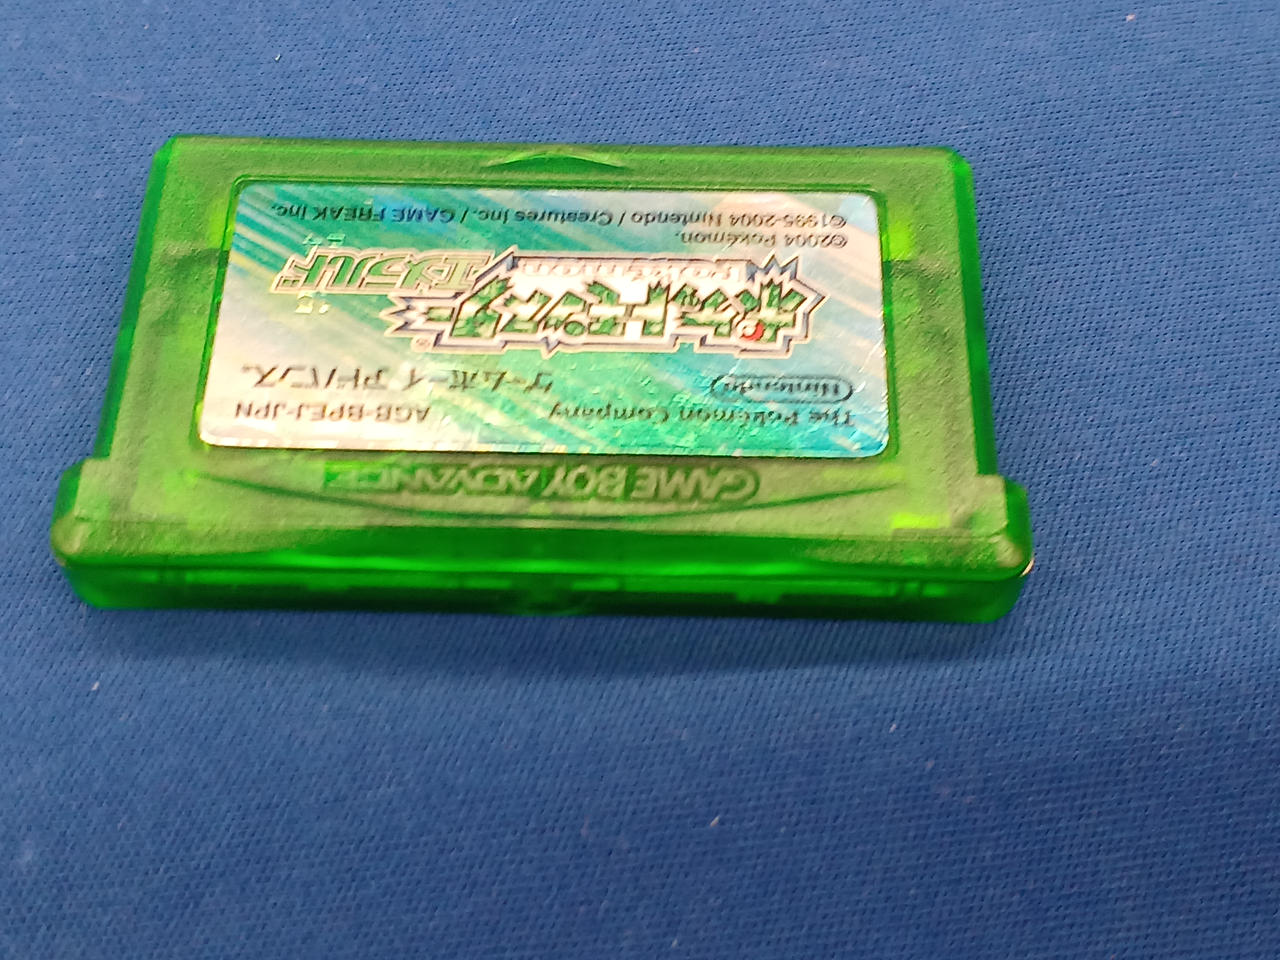 GAME BOY ADVANCE
The Pokémon Company AGB-BPEJ-JPN
Nintendo ゲームボーイ アドバンス®
ポケットモンスター®
Pokémon エメラルド
©2004 Pokémon.
©1995-2004 Nintendo / Creatures Inc. / GAME FREAK Inc.